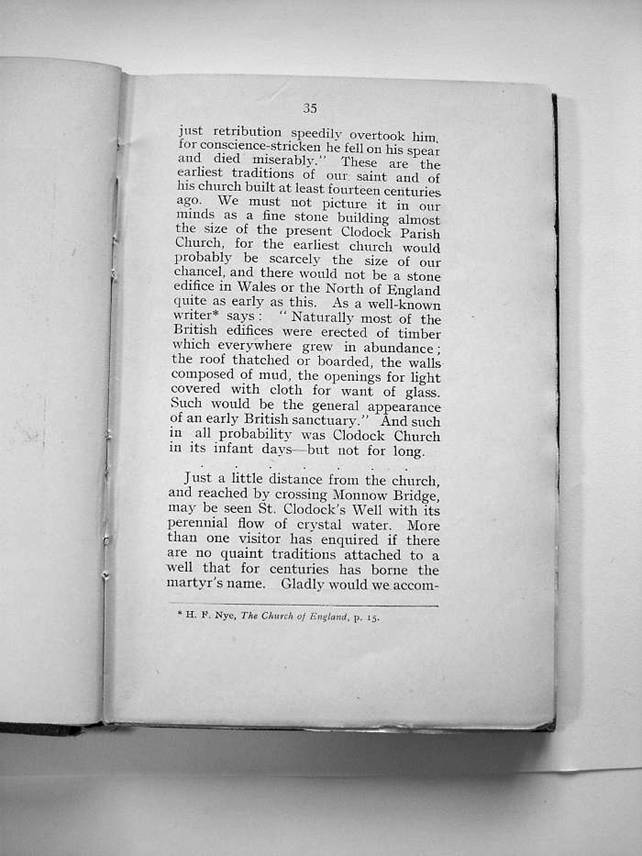 35
just retribution speedily overtook him,
for conscience-stricken he fell on his spear
and died miserably." These are the
earliest traditions of our saint and of
his church built at least fourteen centuries
ago. We must not picture it in our
minds as a fine stone building almost
the size of the present Clodock Parish
Church, for the earliest church would
probably be scarcely the size of our
chancel, and there would not be a stone
edifice in Wales or the North of England
quite as early as this. As a well-known
writer* says: "Naturally most of the
British edifices were erected of timber
which everywhere grew in abundance;
the roof thatched or boarded, the walls
composed of mud, the openings for light
covered with cloth for want of glass.
Such would be the general appearance
of an early British sanctuary." And such
in all probability was Clodock Church
in its infant days—but not for long.
. . . . . . .
Just a little distance from the church,
and reached by crossing Monnow Bridge,
may be seen St. Clodock's Well with its
perennial flow of crystal water. More
than one visitor has enquired if there
are no quaint traditions attached to a
well that for centuries has borne the
martyr's name. Gladly would we accom-
* H. F. Nye, The Church of England, p. 15.